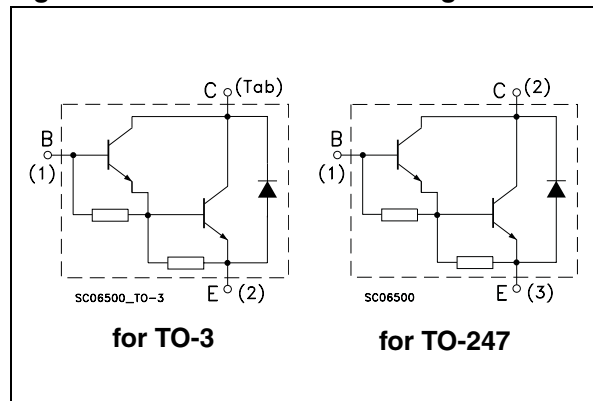 C (Tab)
B
(1)
E (2)
SC06500_TO-3
for TO-3
C (2)
B
(1)
E (3)
SC06500
for TO-247